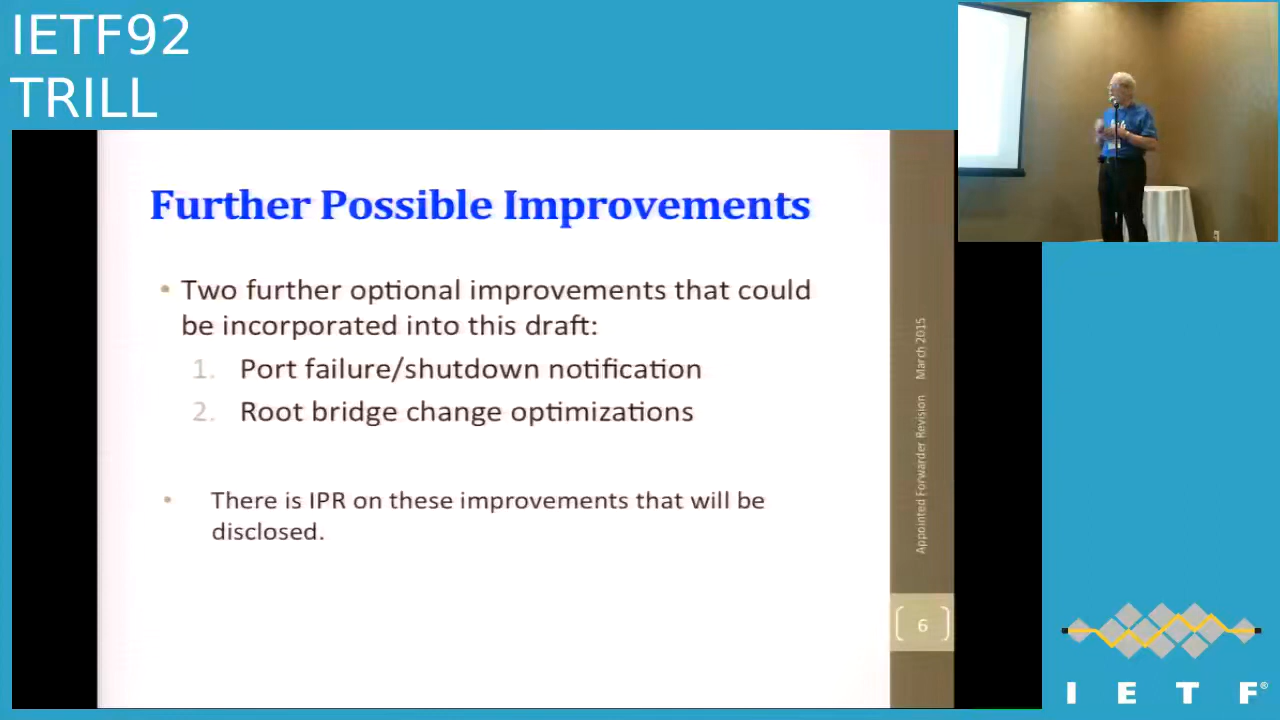 IETF92
TRILL
Further Possible Improvements
• Two further optional improvements that could
be incorporated into this draft:
1. Port failure/shutdown notification
2. Root bridge change optimizations
• There is IPR on these improvements that will be
disclosed.
Appointed Forwarder Revision March 2015
6
I E T F®